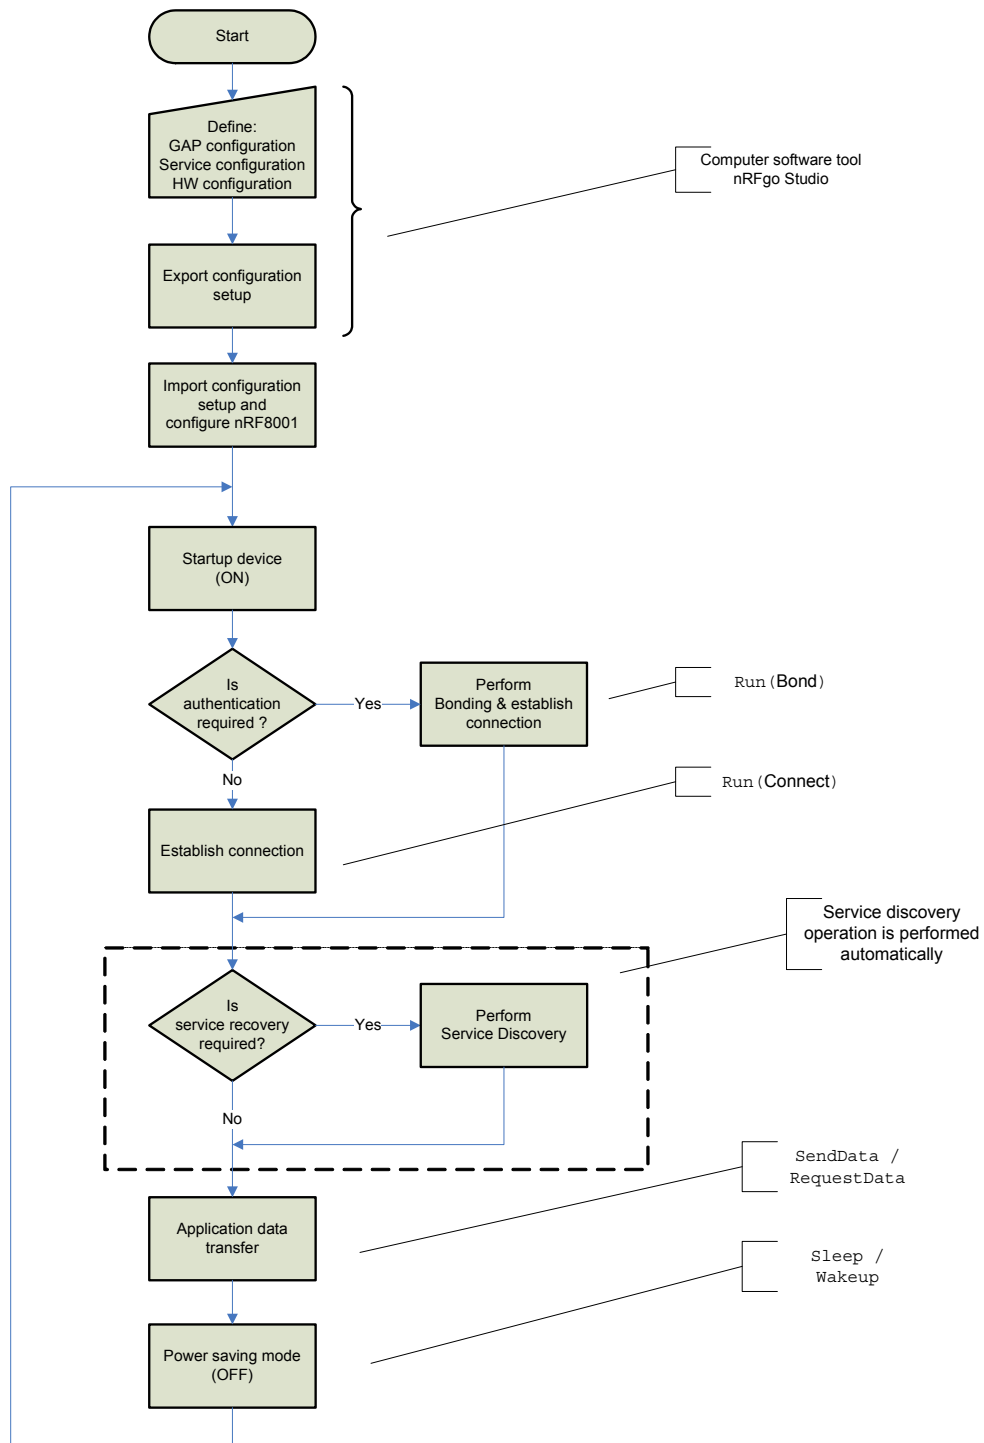 Start
Define:
GAP configuration
Service configuration
HW configuration
Computer software tool
nRFgo Studio
Export configuration
setup
Import configuration
setup and
configure nRF8001
Startup device
(ON)
Is
authentication
required ?
Yes
Perform
Bonding & establish
connection
Run(Bond)
No
Run(Connect)
Establish connection
Service discovery
operation is performed
automatically
Is
service recovery
required?
Yes
Perform
Service Discovery
No
SendData /
RequestData
Application data
transfer
Sleep /
Wakeup
Power saving mode
(OFF)